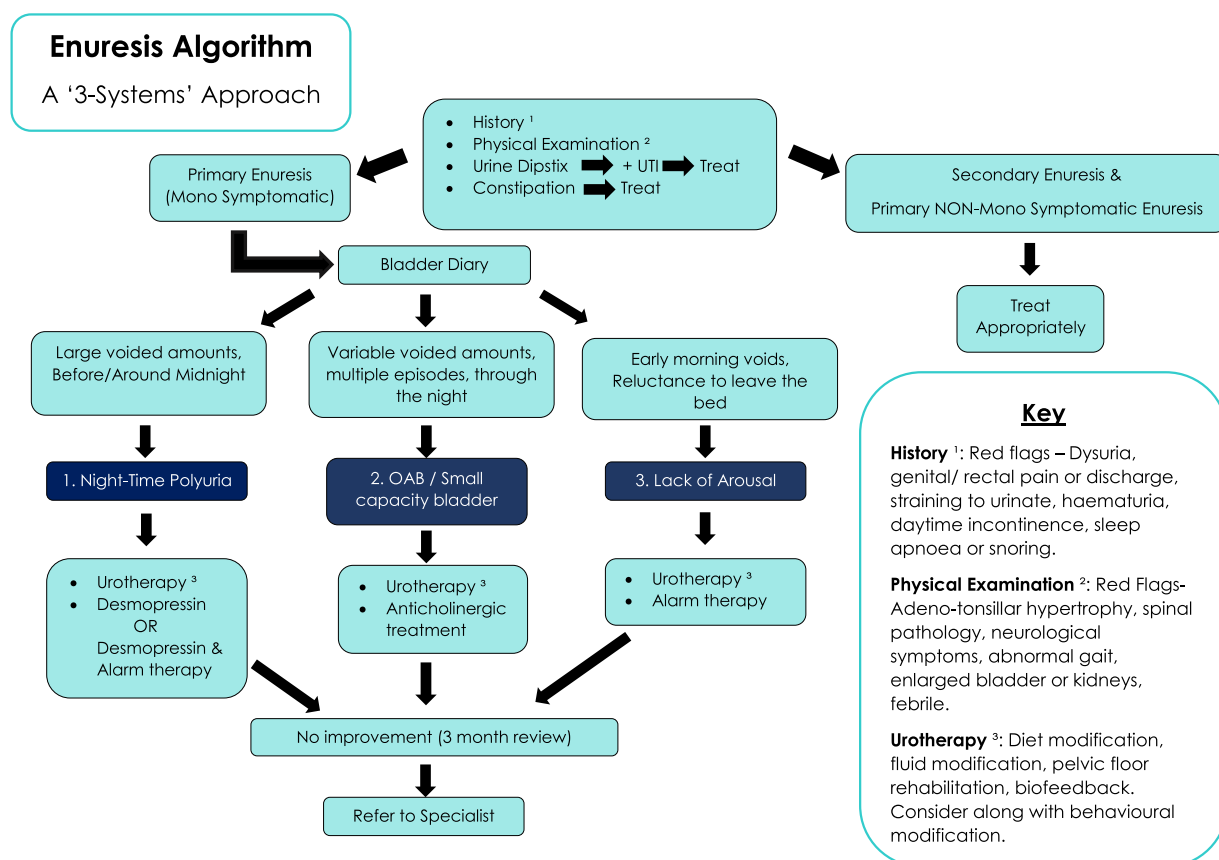 Enuresis Algorithm
A ‘3-Systems’ Approach
• History ¹
• Physical Examination ²
• Urine Dipstix + UTI Treat
• Constipation Treat
Primary Enuresis
(Mono Symptomatic)
Secondary Enuresis &
Primary NON-Mono Symptomatic Enuresis
Bladder Diary
Treat
Appropriately
Large voided amounts,
Before/Around Midnight
Variable voided amounts,
multiple episodes, through
the night
Early morning voids,
Reluctance to leave the
bed
1. Night-Time Polyuria
2. OAB / Small
capacity bladder
3. Lack of Arousal
• Urotherapy ³
• Desmopressin
OR
Desmopressin &
Alarm therapy
• Urotherapy ³
• Anticholinergic
treatment
• Urotherapy ³
• Alarm therapy
No improvement (3 month review)
Refer to Specialist
Key
History ¹: Red flags – Dysuria,
genital/ rectal pain or discharge,
straining to urinate, haematuria,
daytime incontinence, sleep
apnoea or snoring.
Physical Examination ²: Red Flags-
Adeno-tonsillar hypertrophy, spinal
pathology, neurological
symptoms, abnormal gait,
enlarged bladder or kidneys,
febrile.
Urotherapy ³: Diet modification,
fluid modification, pelvic floor
rehabilitation, biofeedback.
Consider along with behavioural
modification.